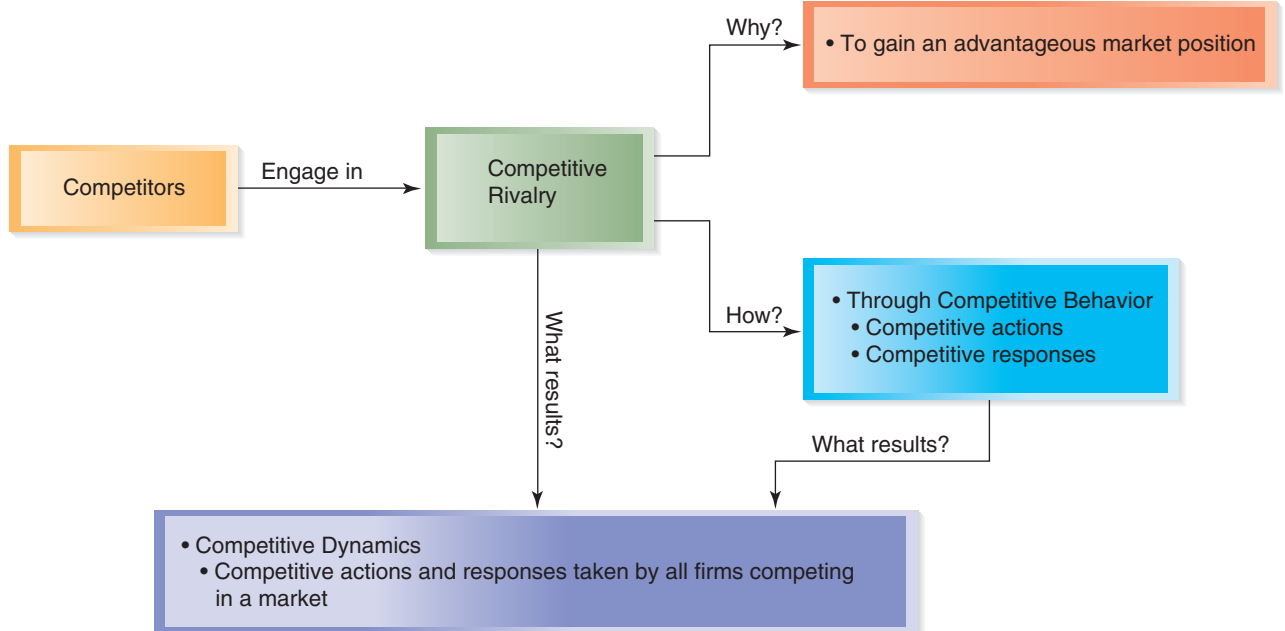 Why?
• To gain an advantageous market position
Competitors
Engage in
Competitive
Rivalry
How?
• Through Competitive Behavior
• Competitive actions
• Competitive responses
What results?
What results?
• Competitive Dynamics
• Competitive actions and responses taken by all firms competing
in a market